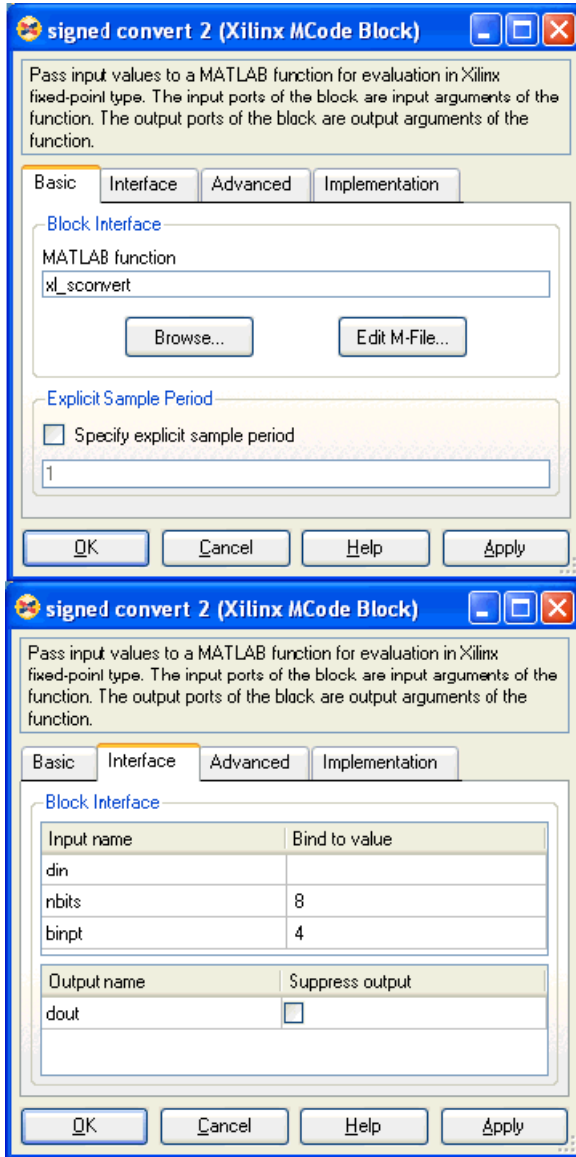 signed convert 2 (Xilinx MCode Block)
Pass input values to a MATLAB function for evaluation in Xilinx
fixed-point type. The input ports of the block are input arguments of the
function. The output ports of the block are output arguments of the
function.
Basic Interface Advanced Implementation
Block Interface
MATLAB function
xl_sconvert
Browse... Edit M-File...
Explicit Sample Period
Specify explicit sample period
1
OK Cancel Help Apply
signed convert 2 (Xilinx MCode Block)
Pass input values to a MATLAB function for evaluation in Xilinx
fixed-point type. The input ports of the block are input arguments of the
function. The output ports of the block are output arguments of the
function.
Basic Interface Advanced Implementation
Block Interface
Input name Bind to value
din
nbits 8
binpt 4
Output name Suppress output
dout
OK Cancel Help Apply